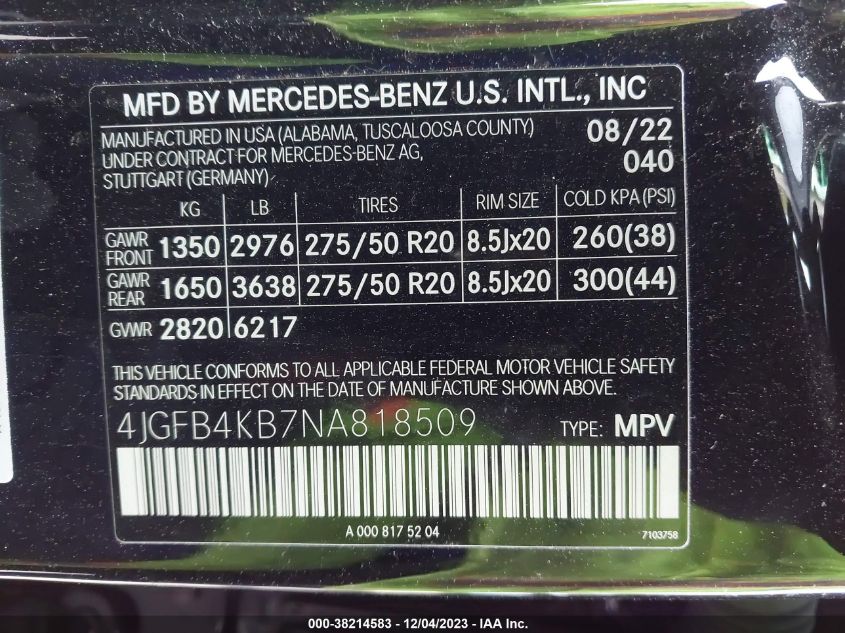 MFD BY MERCEDES-BENZ U.S. INTL., INC
MANUFACTURED IN USA (ALABAMA, TUSCALOOSA COUNTY) 08/22
UNDER CONTRACT FOR MERCEDES-BENZ AG, 040
STUTTGART (GERMANY)
KG LB TIRES RIM SIZE COLD KPA(PSI)
GAWR FRONT 1350 2976 275/50 R20 8.5Jx20 260(38)
GAWR REAR 1650 3638 275/50 R20 8.5Jx20 300(44)
GVWR 2820 6217
THIS VEHICLE CONFORMS TO ALL APPLICABLE FEDERAL MOTOR VEHICLE SAFETY
STANDARDS IN EFFECT ON THE DATE OF MANUFACTURE SHOWN ABOVE.
4JGFB4KB7NA818509 TYPE: MPV
A 000 817 52 04 7103758
000-38214583 - 12/04/2023 - IAA Inc.